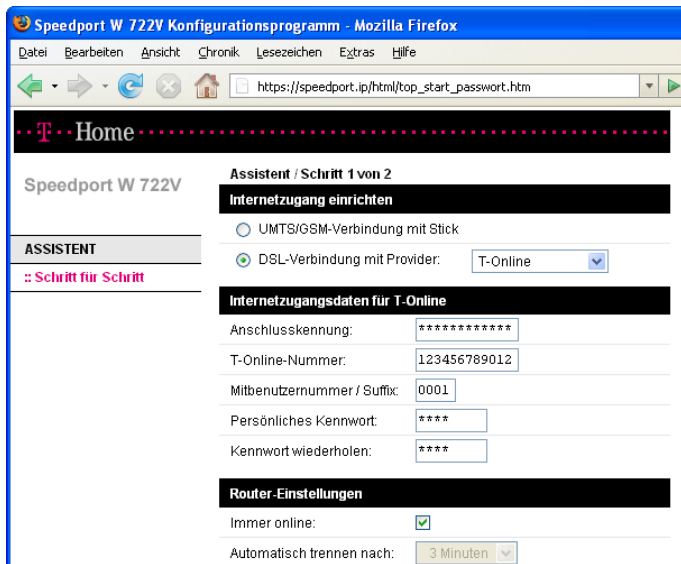 Speedport W 722V Konfigurationsprogramm - Mozilla Firefox
Datei Bearbeiten Ansicht Chronik Lesezeichen Extras Hilfe
https://speedport.ip/html/top_start_passwort.htm
··T··Home
Speedport W 722V
ASSISTENT
:: Schritt für Schritt
Assistent / Schritt 1 von 2
Internetzugang einrichten
UMTS/GSM-Verbindung mit Stick
DSL-Verbindung mit Provider: T-Online
Internetzugangsdaten für T-Online
Anschlusskennung: ************
T-Online-Nummer: 123456789012
Mitbenutzernummer / Suffix: 0001
Persönliches Kennwort: ****
Kennwort wiederholen: ****
Router-Einstellungen
Immer online:
Automatisch trennen nach: 3 Minuten